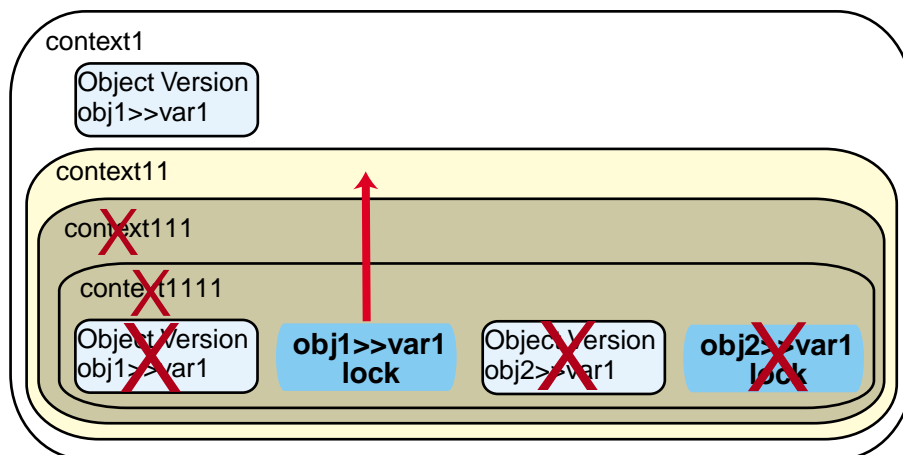 context1
Object Version
obj1>>var1
context11
context111
context1111
Object Version
obj1>>var1
obj1>>var1
lock
Object Version
obj2>>var1
obj2>>var1
lock